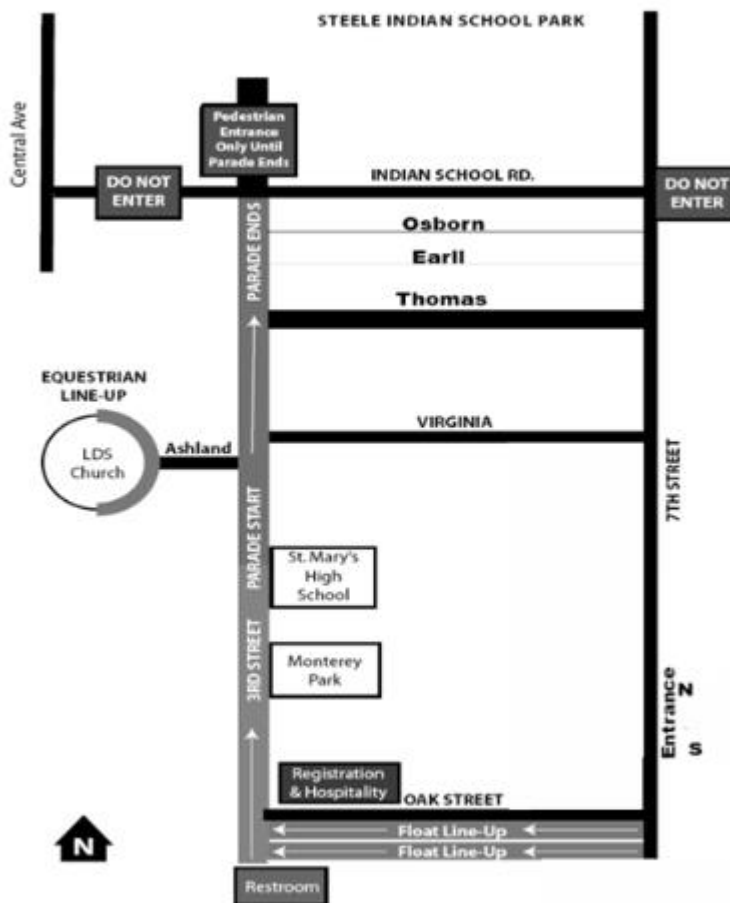 STEELE INDIAN SCHOOL PARK
Central Ave
Pedestrian
Entrance
Only Until
Parade Ends
DO NOT
ENTER
INDIAN SCHOOL RD.
DO NOT
ENTER
PARADE ENDS
Osborn
Earll
Thomas
EQUESTRIAN
LINE-UP
LDS
Church
Ashland
VIRGINIA
7TH STREET
PARADE START
St. Mary's
High
School
3RD STREET
Monterey
Park
Entrance
N
S
Registration
& Hospitality
OAK STREET
Float Line-Up
Float Line-Up
N
Restroom